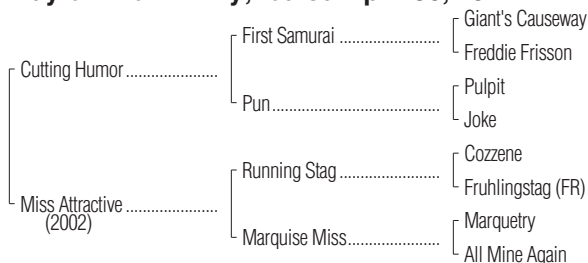 Giant's Causeway
First Samurai
Freddie Frisson
Cutting Humor
Pulpit
Pun
Joke
Cozzene
Running Stag
Fruhlingstag (FR)
Miss Attractive
(2002)
Marquetry
Marquise Miss
All Mine Again